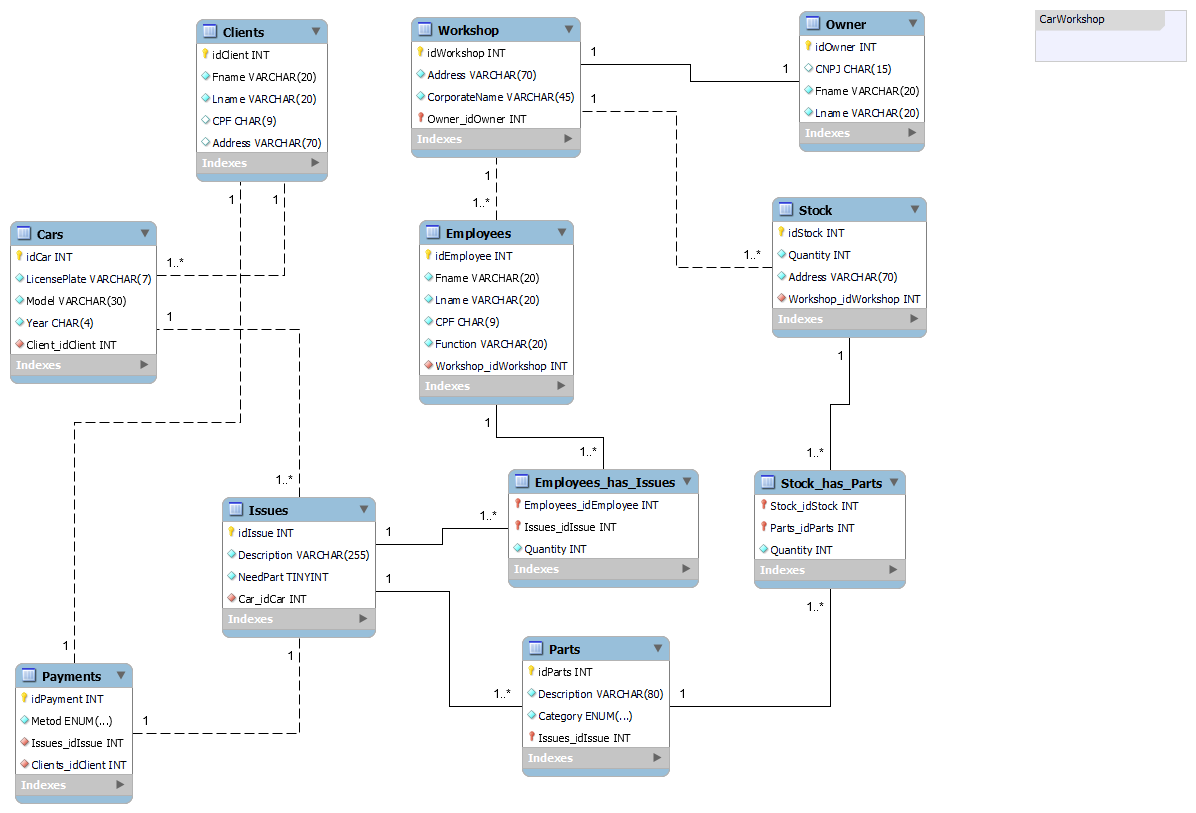 Clients
idClient INT
Fname VARCHAR(20)
Lname VARCHAR(20)
CPF CHAR(9)
Address VARCHAR(70)
Indexes
Workshop
idWorkshop INT
Address VARCHAR(70)
CorporateName VARCHAR(45)
Owner_idOwner INT
Indexes
Owner
idOwner INT
CNPJ CHAR(15)
Fname VARCHAR(20)
Lname VARCHAR(20)
Indexes
CarWorkshop
1
1
1
1
1..*
1
1
Cars
idCar INT
LicensePlate VARCHAR(7)
Model VARCHAR(30)
Year CHAR(4)
Client_idClient INT
Indexes
1..*
1
Employees
idEmployee INT
Fname VARCHAR(20)
Lname VARCHAR(20)
CPF CHAR(9)
Function VARCHAR(20)
Workshop_idWorkshop INT
Indexes
Stock
idStock INT
Quantity INT
Address VARCHAR(70)
Workshop_idWorkshop INT
Indexes
1..*
1
1
1..*
1..*
1..*
Issues
idIssue INT
Description VARCHAR(255)
NeedPart TINYINT
Car_idCar INT
Indexes
1
1
1
1..*
Employees_has_Issues
Employees_idEmployee INT
Issues_idIssue INT
Quantity INT
Indexes
Stock_has_Parts
Stock_idStock INT
Parts_idParts INT
Quantity INT
Indexes
1..*
1
Payments
idPayment INT
Metod ENUM(...)
Issues_idIssue INT
Clients_idClient INT
Indexes
1
1..*
Parts
idParts INT
Description VARCHAR(80)
Category ENUM(...)
Issues_idIssue INT
Indexes
1